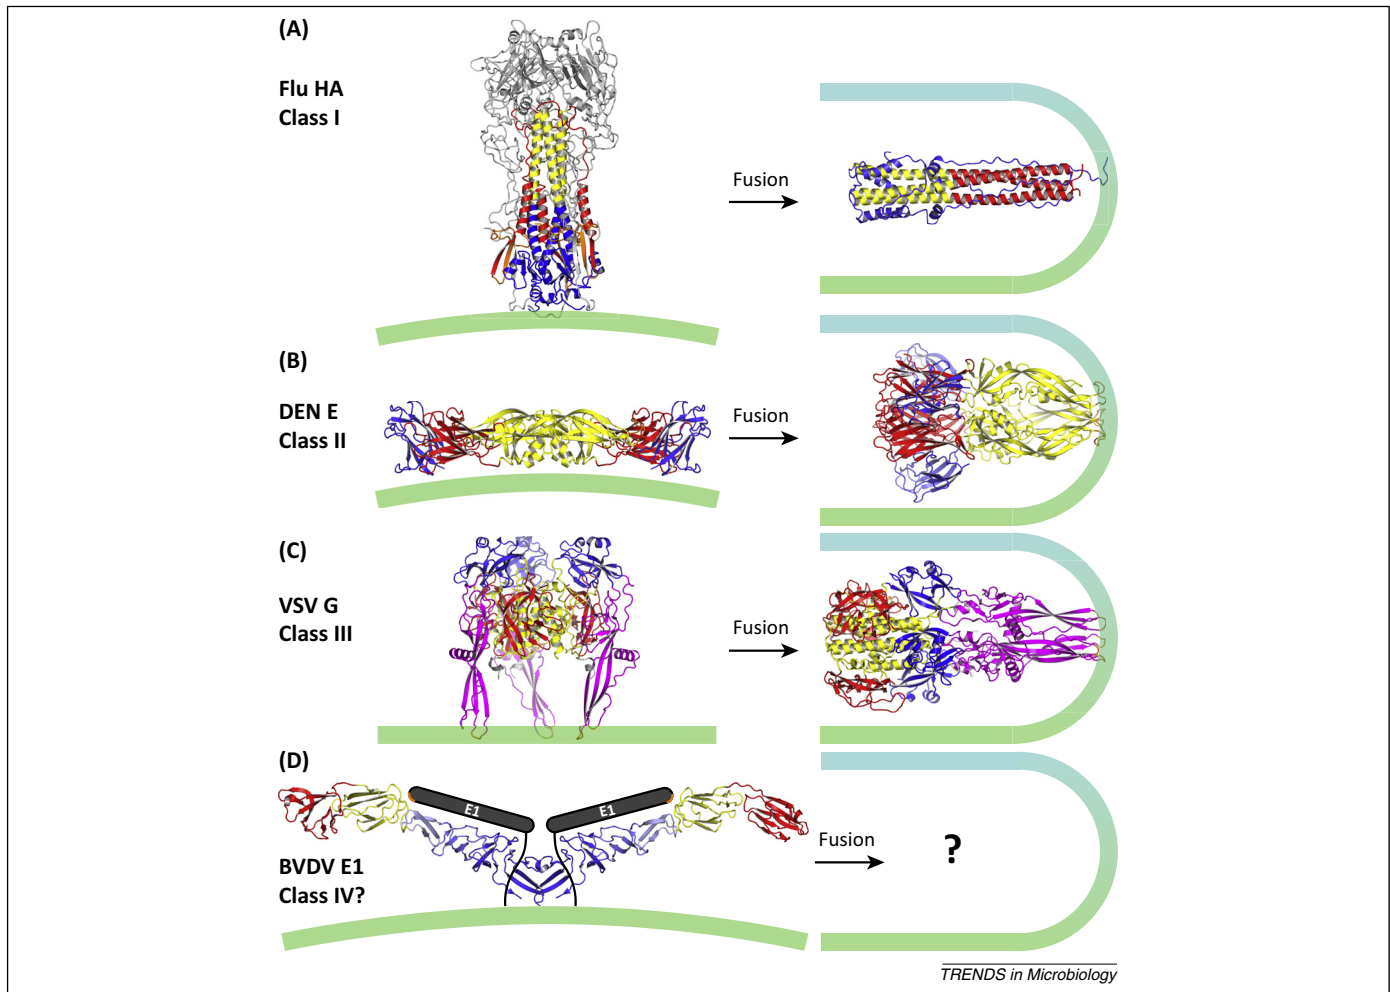 (A)
Flu HA
Class I
Fusion
(B)
DEN E
Class II
Fusion
(C)
VSV G
Class III
Fusion
(D)
E1
E1
BVDV E1
Class IV?
Fusion
?
TRENDS in Microbiology